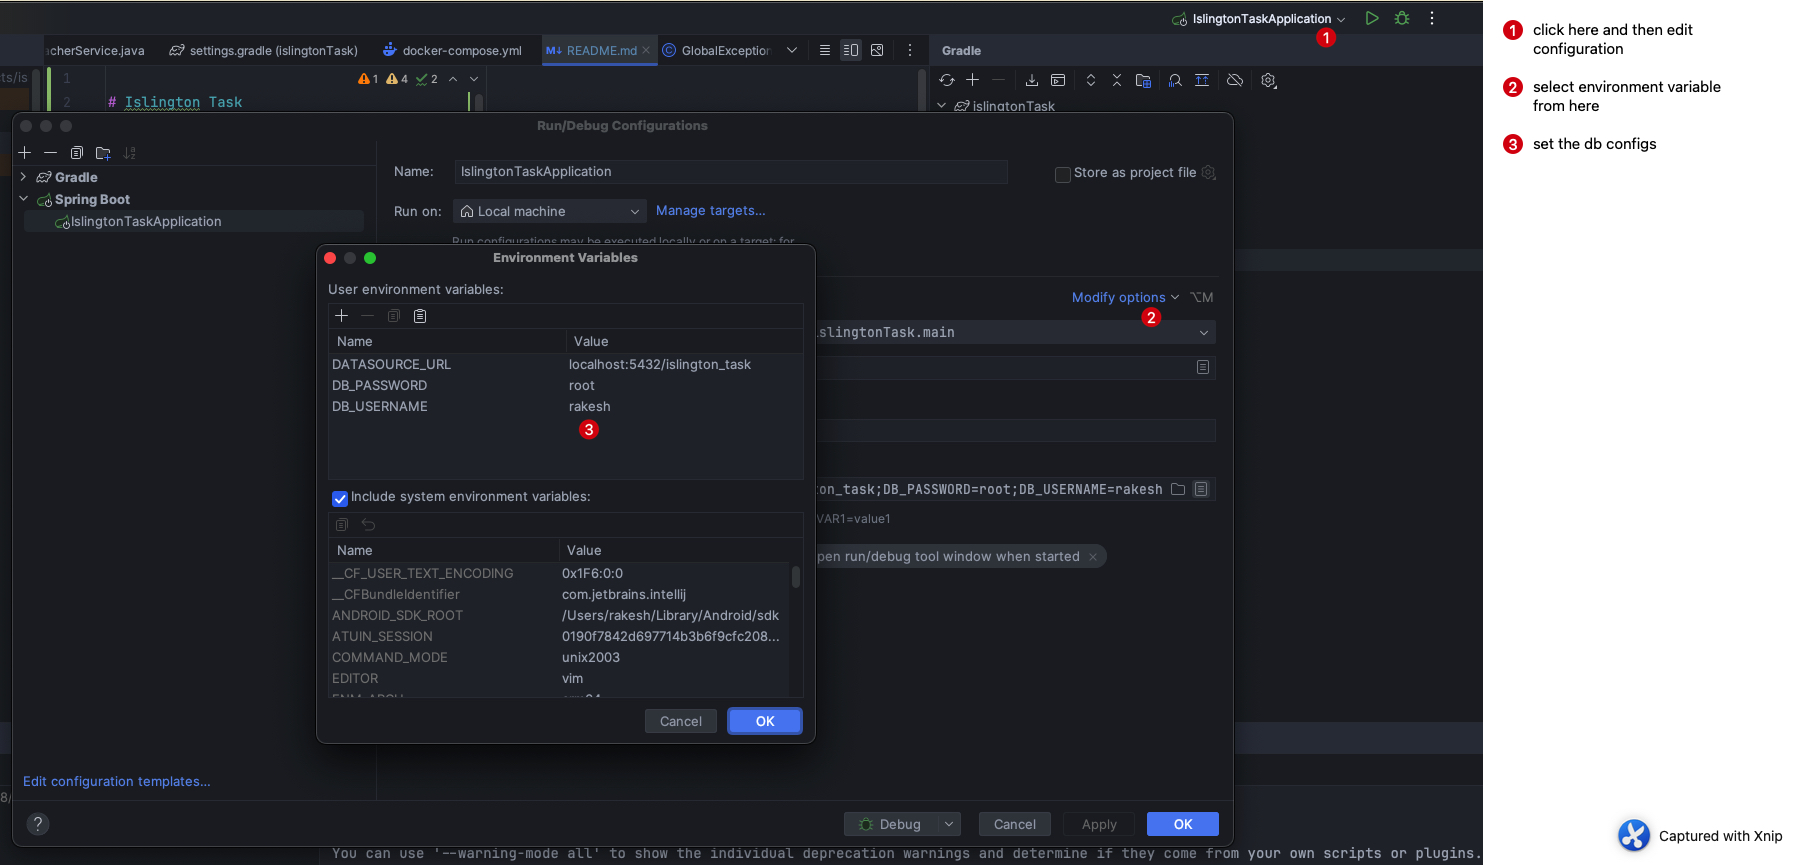 IslingtonTaskApplication
1
acherService.java
settings.gradle (islingtonTask)
docker-compose.yml
M↓ README.md
GlobalException
Gradle
cts/is
1
1
4
2
2
# Islington Task
islingtonTask
Run/Debug Configurations
Gradle
Spring Boot
IslingtonTaskApplication
Name:
IslingtonTaskApplication
Store as project file
Run on:
Local machine
Manage targets...
Run configurations may be executed locally or on a target: for
Modify options
⌥M
2
slingtonTask.main
on_task;DB_PASSWORD=root;DB_USERNAME=rakesh
VAR1=value1
pen run/debug tool window when started
Environment Variables
User environment variables:
Name
Value
DATASOURCE_URL
localhost:5432/islington_task
DB_PASSWORD
root
DB_USERNAME
rakesh
3
Include system environment variables:
Name
Value
__CF_USER_TEXT_ENCODING
0x1F6:0:0
__CFBundleIdentifier
com.jetbrains.intellij
ANDROID_SDK_ROOT
/Users/rakesh/Library/Android/sdk
ATUIN_SESSION
0190f7842d697714b3b6f9cfc208...
COMMAND_MODE
unix2003
EDITOR
vim
Cancel
OK
Edit configuration templates...
8/
?
Debug
Cancel
Apply
OK
You can use '--warning-mode all' to show the individual deprecation warnings and determine if they come from your own scripts or plugins.
1 click here and then edit
configuration
2 select environment variable
from here
3 set the db configs
Captured with Xnip